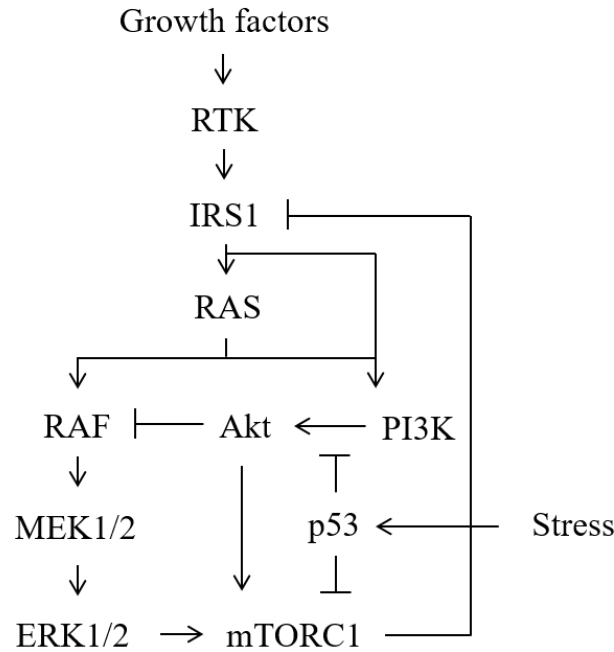 Growth factors
RTK
IRS1
RAS
RAF Akt PI3K
MEK1/2 p53 Stress
ERK1/2 mTORC1